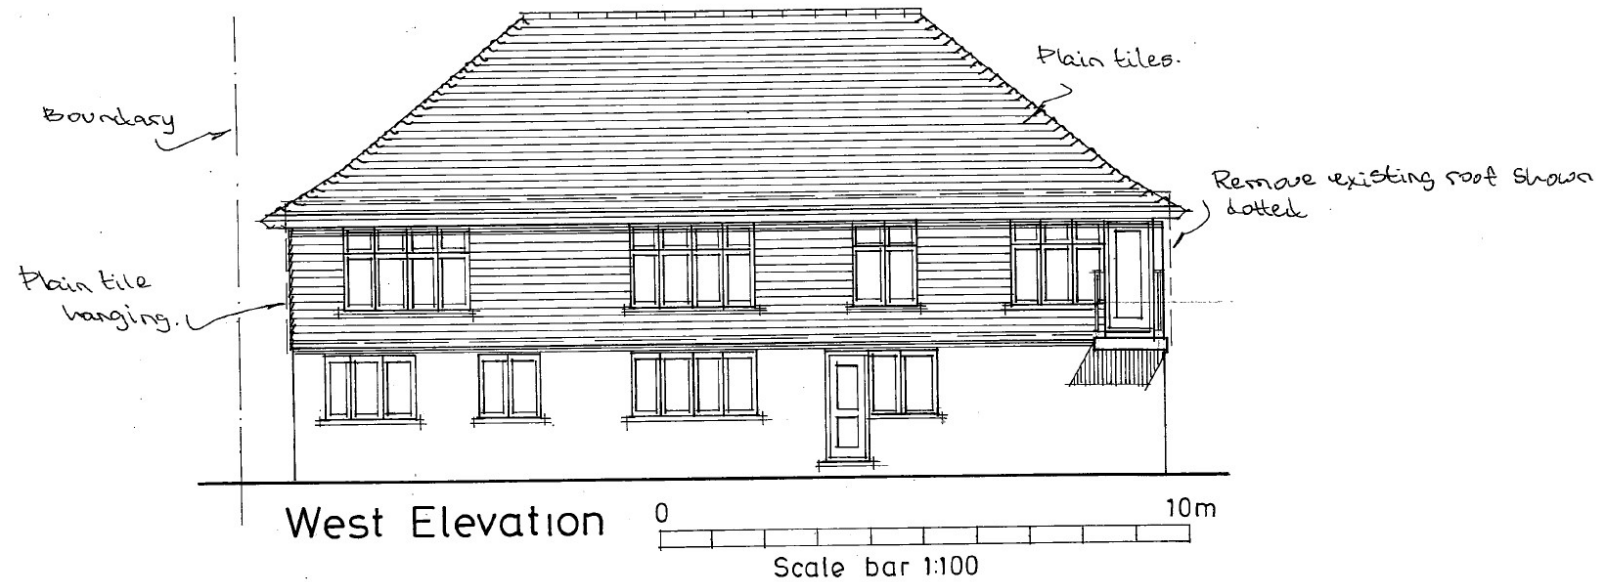 Plain tiles.
Boundary
Remove existing roof shown
dotted
Plain tile
hanging.
West Elevation
0 10m
Scale bar 1:100